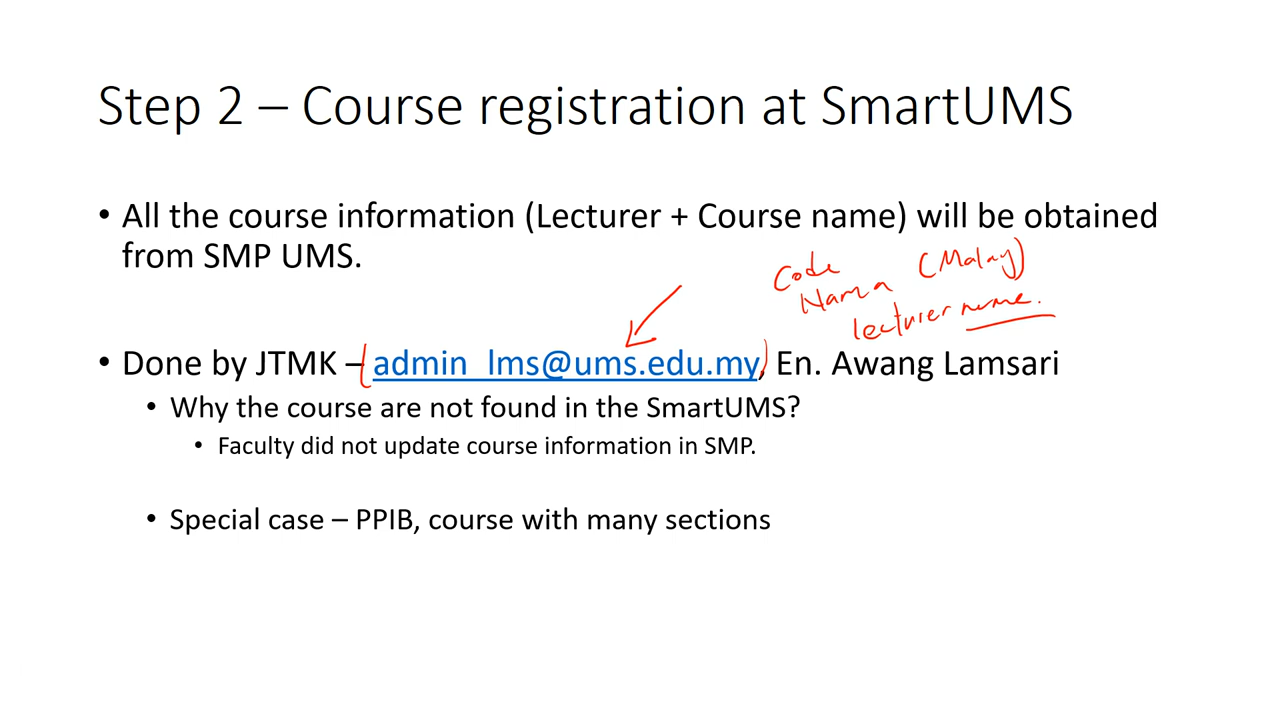 Step 2 – Course registration at SmartUMS
• All the course information (Lecturer + Course name) will be obtained
from SMP UMS.
Code
Nama (Malay)
lecturer name.
• Done by JTMK – (admin_lms@ums.edu.my), En. Awang Lamsari
• Why the course are not found in the SmartUMS?
• Faculty did not update course information in SMP.
• Special case – PPIB, course with many sections